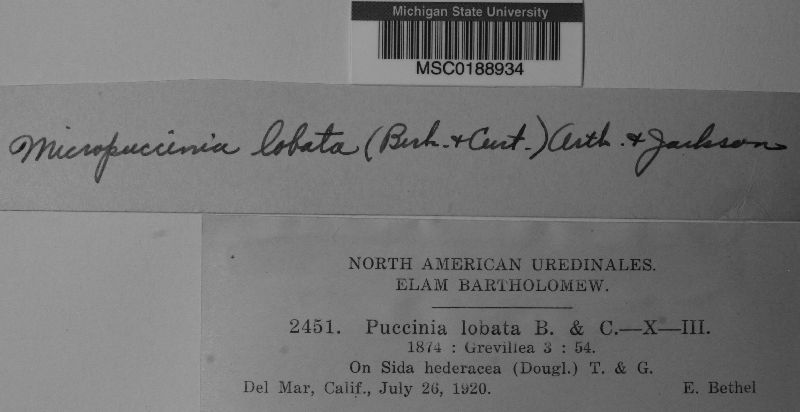 Michigan State University
MSC0188934
Micropuccinia lobata (Berk. & Curt.) Arth. & Jackson
NORTH AMERICAN UREDINALES.
ELAM BARTHOLOMEW.
2451. Puccinia lobata B. & C.—X—III.
1874 : Grevillea 3 : 54.
On Sida hederacea (Dougl.) T. & G.
Del Mar, Calif., July 26, 1920. E. Bethel